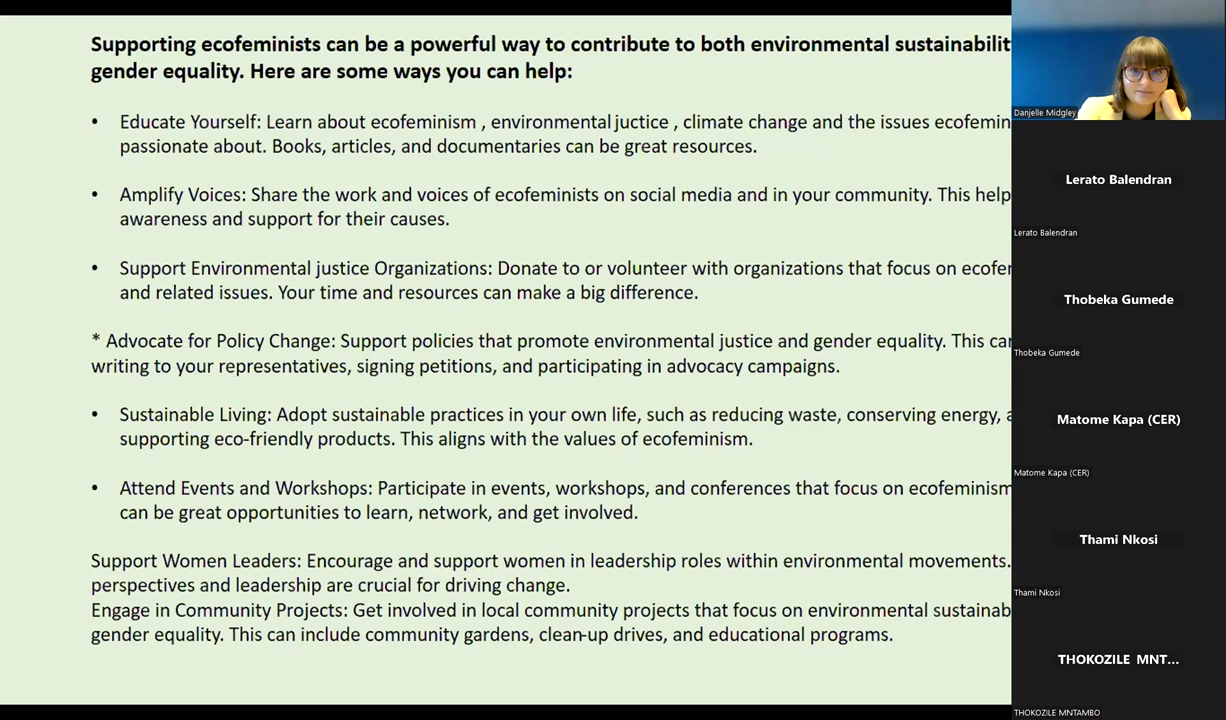 Supporting ecofeminists can be a powerful way to contribute to both environmental sustainabilit
gender equality. Here are some ways you can help:
• Educate Yourself: Learn about ecofeminism , environmental justice , climate change and the issues ecofemin
passionate about. Books, articles, and documentaries can be great resources.
• Amplify Voices: Share the work and voices of ecofeminists on social media and in your community. This help
awareness and support for their causes.
• Support Environmental justice Organizations: Donate to or volunteer with organizations that focus on ecofer
and related issues. Your time and resources can make a big difference.
* Advocate for Policy Change: Support policies that promote environmental justice and gender equality. This can
writing to your representatives, signing petitions, and participating in advocacy campaigns.
• Sustainable Living: Adopt sustainable practices in your own life, such as reducing waste, conserving energy, a
supporting eco-friendly products. This aligns with the values of ecofeminism.
• Attend Events and Workshops: Participate in events, workshops, and conferences that focus on ecofeminism
can be great opportunities to learn, network, and get involved.
Support Women Leaders: Encourage and support women in leadership roles within environmental movements.
perspectives and leadership are crucial for driving change.
Engage in Community Projects: Get involved in local community projects that focus on environmental sustainab
gender equality. This can include community gardens, clean-up drives, and educational programs.
Danjelle Midgley
Lerato Balendran
Lerato Balendran
Thobeka Gumede
Thobeka Gumede
Matome Kapa (CER)
Matome Kapa (CER)
Thami Nkosi
Thami Nkosi
THOKOZILE MNT...
THOKOZILE MNTAMBO